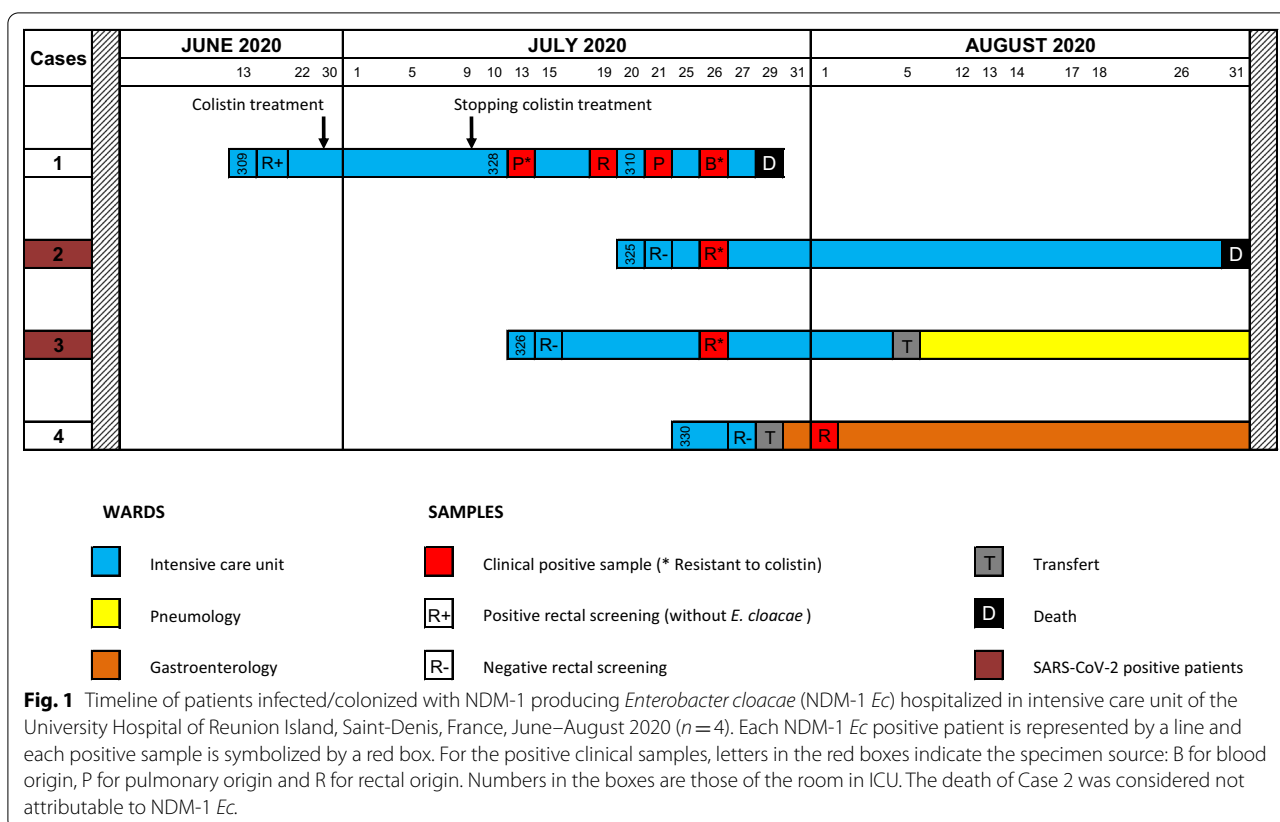 Cases JUNE 2020 JULY 2020 AUGUST 2020
13 22 30 1 5 9 10 13 15 19 20 21 25 26 27 29 31 1 5 12 13 14 17 18 26 31
Colistin treatment Stopping colistin treatment
1 309 R+ 328 P* R 310 P B* D
2 325 R- R* D
3 326 R- R* T
4 330 R- T R
WARDS SAMPLES
Intensive care unit Clinical positive sample (* Resistant to colistin) T Transfert
Pneumology R+ Positive rectal screening (without E. cloacae) D Death
Gastroenterology R- Negative rectal screening SARS-CoV-2 positive patients
Fig. 1 Timeline of patients infected/colonized with NDM-1 producing Enterobacter cloacae (NDM-1 Ec) hospitalized in intensive care unit of the
University Hospital of Reunion Island, Saint-Denis, France, June–August 2020 (n = 4). Each NDM-1 Ec positive patient is represented by a line and
each positive sample is symbolized by a red box. For the positive clinical samples, letters in the red boxes indicate the specimen source: B for blood
origin, P for pulmonary origin and R for rectal origin. Numbers in the boxes are those of the room in ICU. The death of Case 2 was considered not
attributable to NDM-1 Ec.